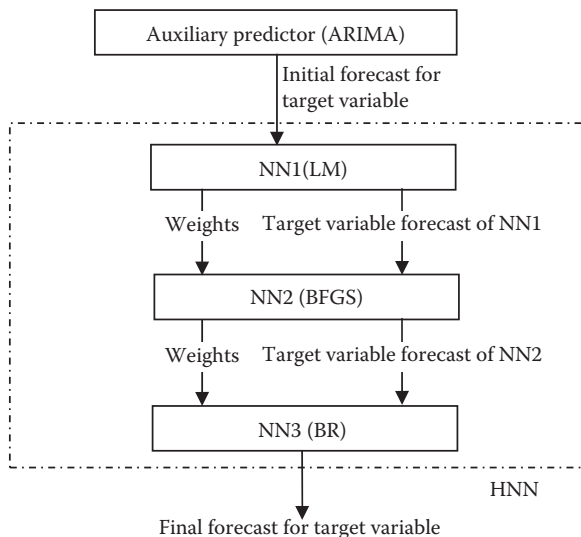 Auxiliary predictor (ARIMA)
Initial forecast for
target variable
NN1(LM)
Weights
Target variable forecast of NN1
NN2 (BFGS)
Weights
Target variable forecast of NN2
NN3 (BR)
HNN
Final forecast for target variable